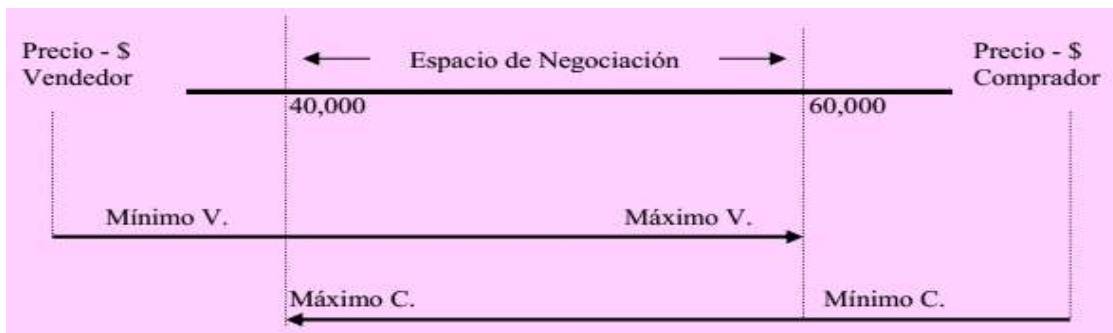 Precio - $
Vendedor
Espacio de Negociación
Precio - $
Comprador
40,000
60,000
Mínimo V.
Máximo V.
Máximo C.
Mínimo C.